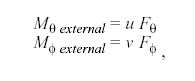 M_θ external = u F_θ
M_ϕ external = v F_ϕ ,